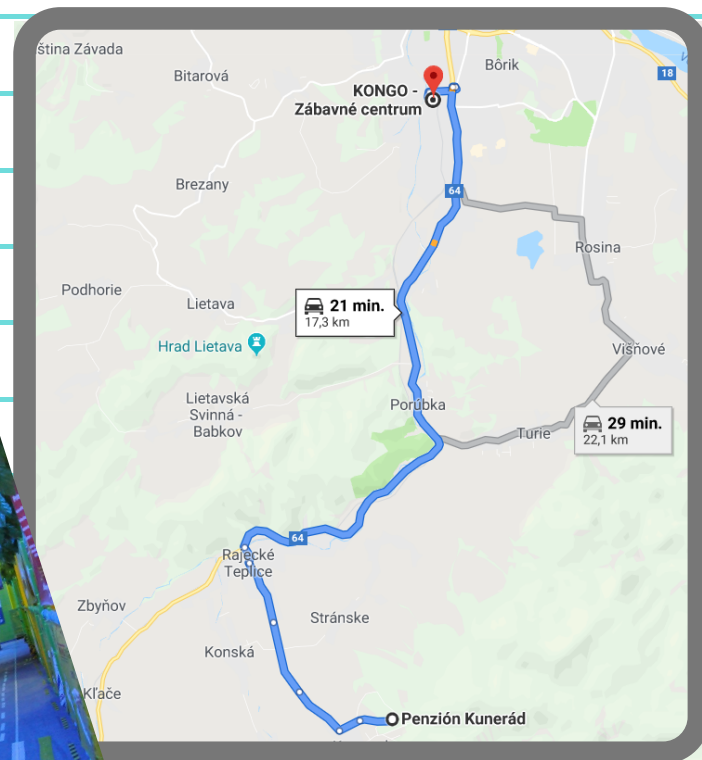 ština Závada
Bitarová
Bôrik
18
KONGO -
Zábavné centrum
Brezany
64
Rosina
Podhorie
Lietava
21 min.
17,3 km
Hrad Lietava
Višňové
Lietavská
Svinná -
Babkov
Porúbka
Turie
29 min.
22,1 km
64
Rajecké
Teplice
Zbyňov
Stránske
Konská
Kľače
Penzión Kunerád